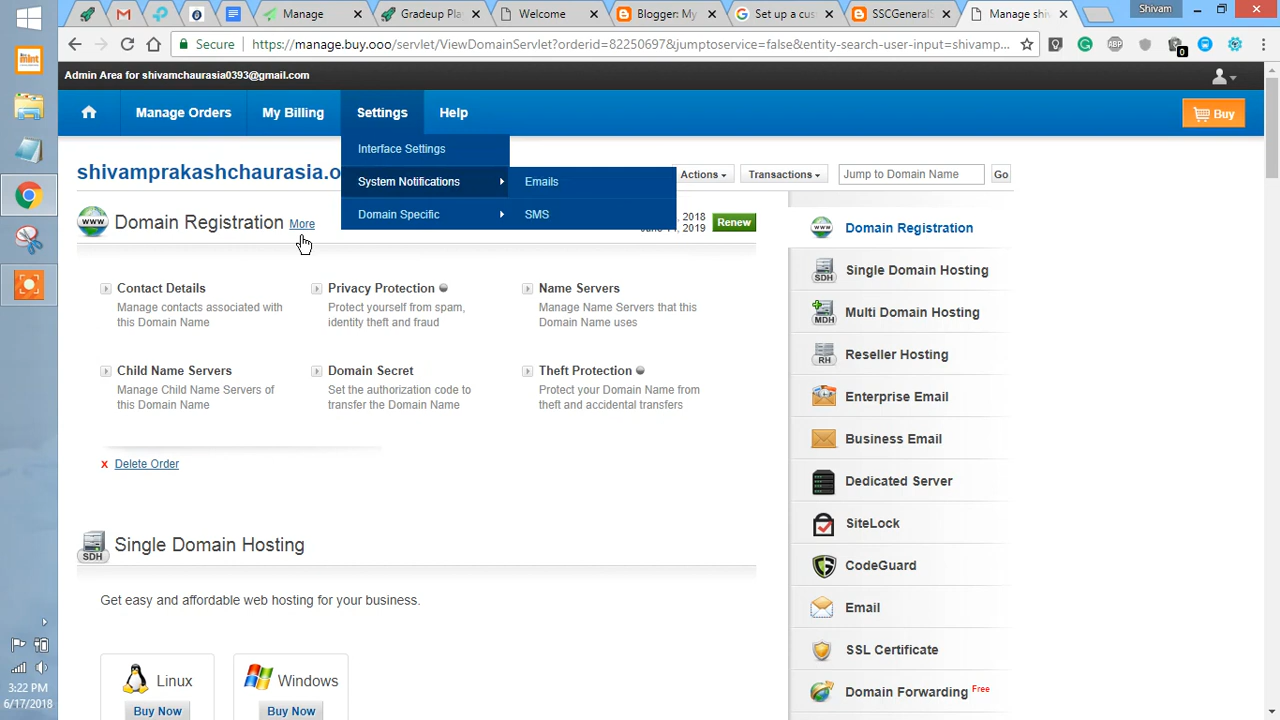 Manage
Gradeup Pla
Welcome
Blogger: My
Set up a cus
SSCGeneralS
Manage shiv
Shivam
Secure
https://manage.buy.ooo/servlet/ViewDomainServlet?orderid=82250697&jumptoservice=false&entity-search-user-input=shivamp...
Admin Area for shivamchaurasia0393@gmail.com
Manage Orders
My Billing
Settings
Help
Buy
Interface Settings
System Notifications
Emails
Domain Specific
SMS
shivamprakashchaurasia.o
Actions
Transactions
Jump to Domain Name
Go
Domain Registration More
2018
2019
Renew
Contact Details
Manage contacts associated with
this Domain Name
Privacy Protection
Protect yourself from spam,
identity theft and fraud
Name Servers
Manage Name Servers that this
Domain Name uses
Child Name Servers
Manage Child Name Servers of
this Domain Name
Domain Secret
Set the authorization code to
transfer the Domain Name
Theft Protection
Protect your Domain Name from
theft and accidental transfers
x Delete Order
SDH
Single Domain Hosting
Get easy and affordable web hosting for your business.
Linux
Buy Now
Windows
Buy Now
WWW
Domain Registration
SDH
Single Domain Hosting
MDH
Multi Domain Hosting
RH
Reseller Hosting
Enterprise Email
Business Email
Dedicated Server
SiteLock
CodeGuard
Email
SSL Certificate
Domain Forwarding Free
3:22 PM
6/17/2018